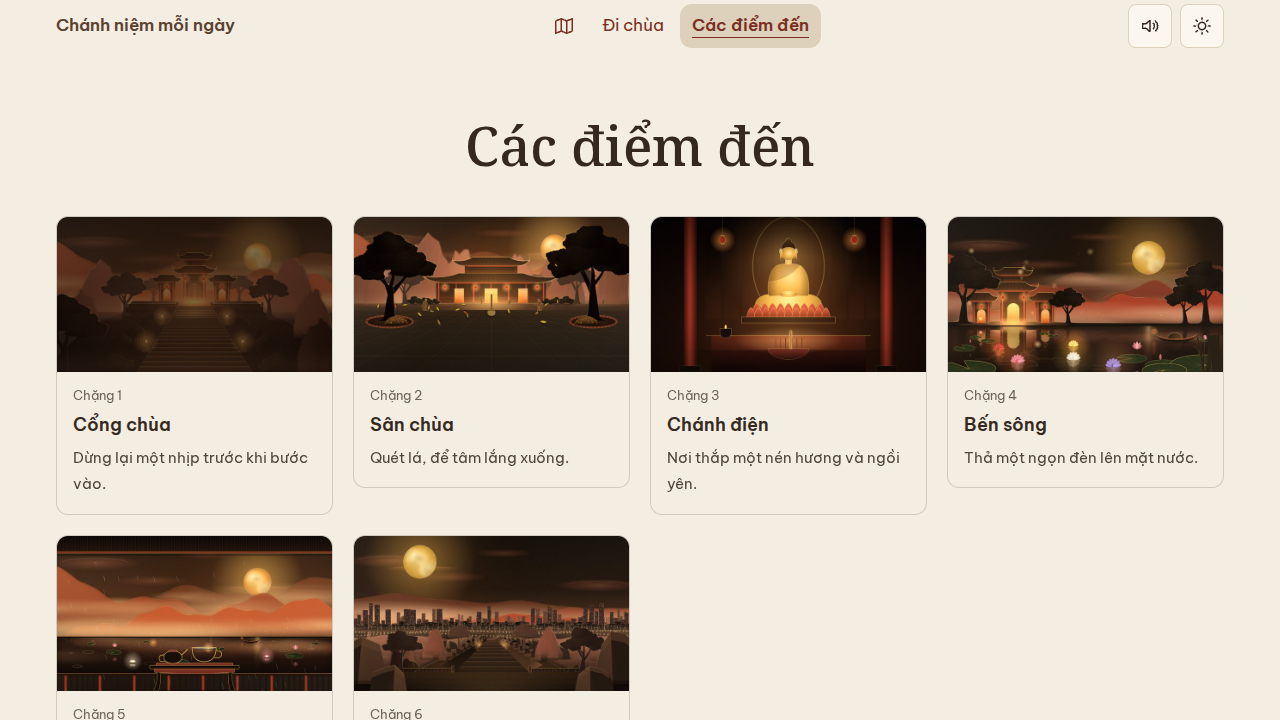 Chánh niệm mỗi ngày
Đi chùa
Các điểm đến
Các điểm đến
Chặng 1
Cổng chùa
Dừng lại một nhịp trước khi bước
vào.
Chặng 2
Sân chùa
Quét lá, để tâm lắng xuống.
Chặng 3
Chánh điện
Nơi thắp một nén hương và ngồi
yên.
Chặng 4
Bến sông
Thả một ngọn đèn lên mặt nước.
Chặng 5
Chặng 6